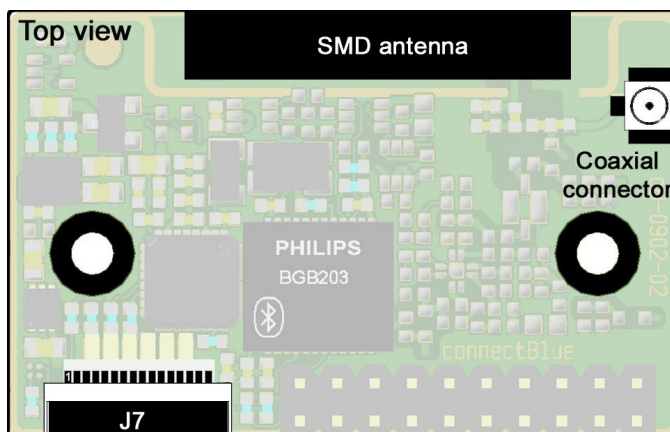 Top view
SMD antenna
Coaxial
connector
PHILIPS
BGB203
connectBlue
1
J7